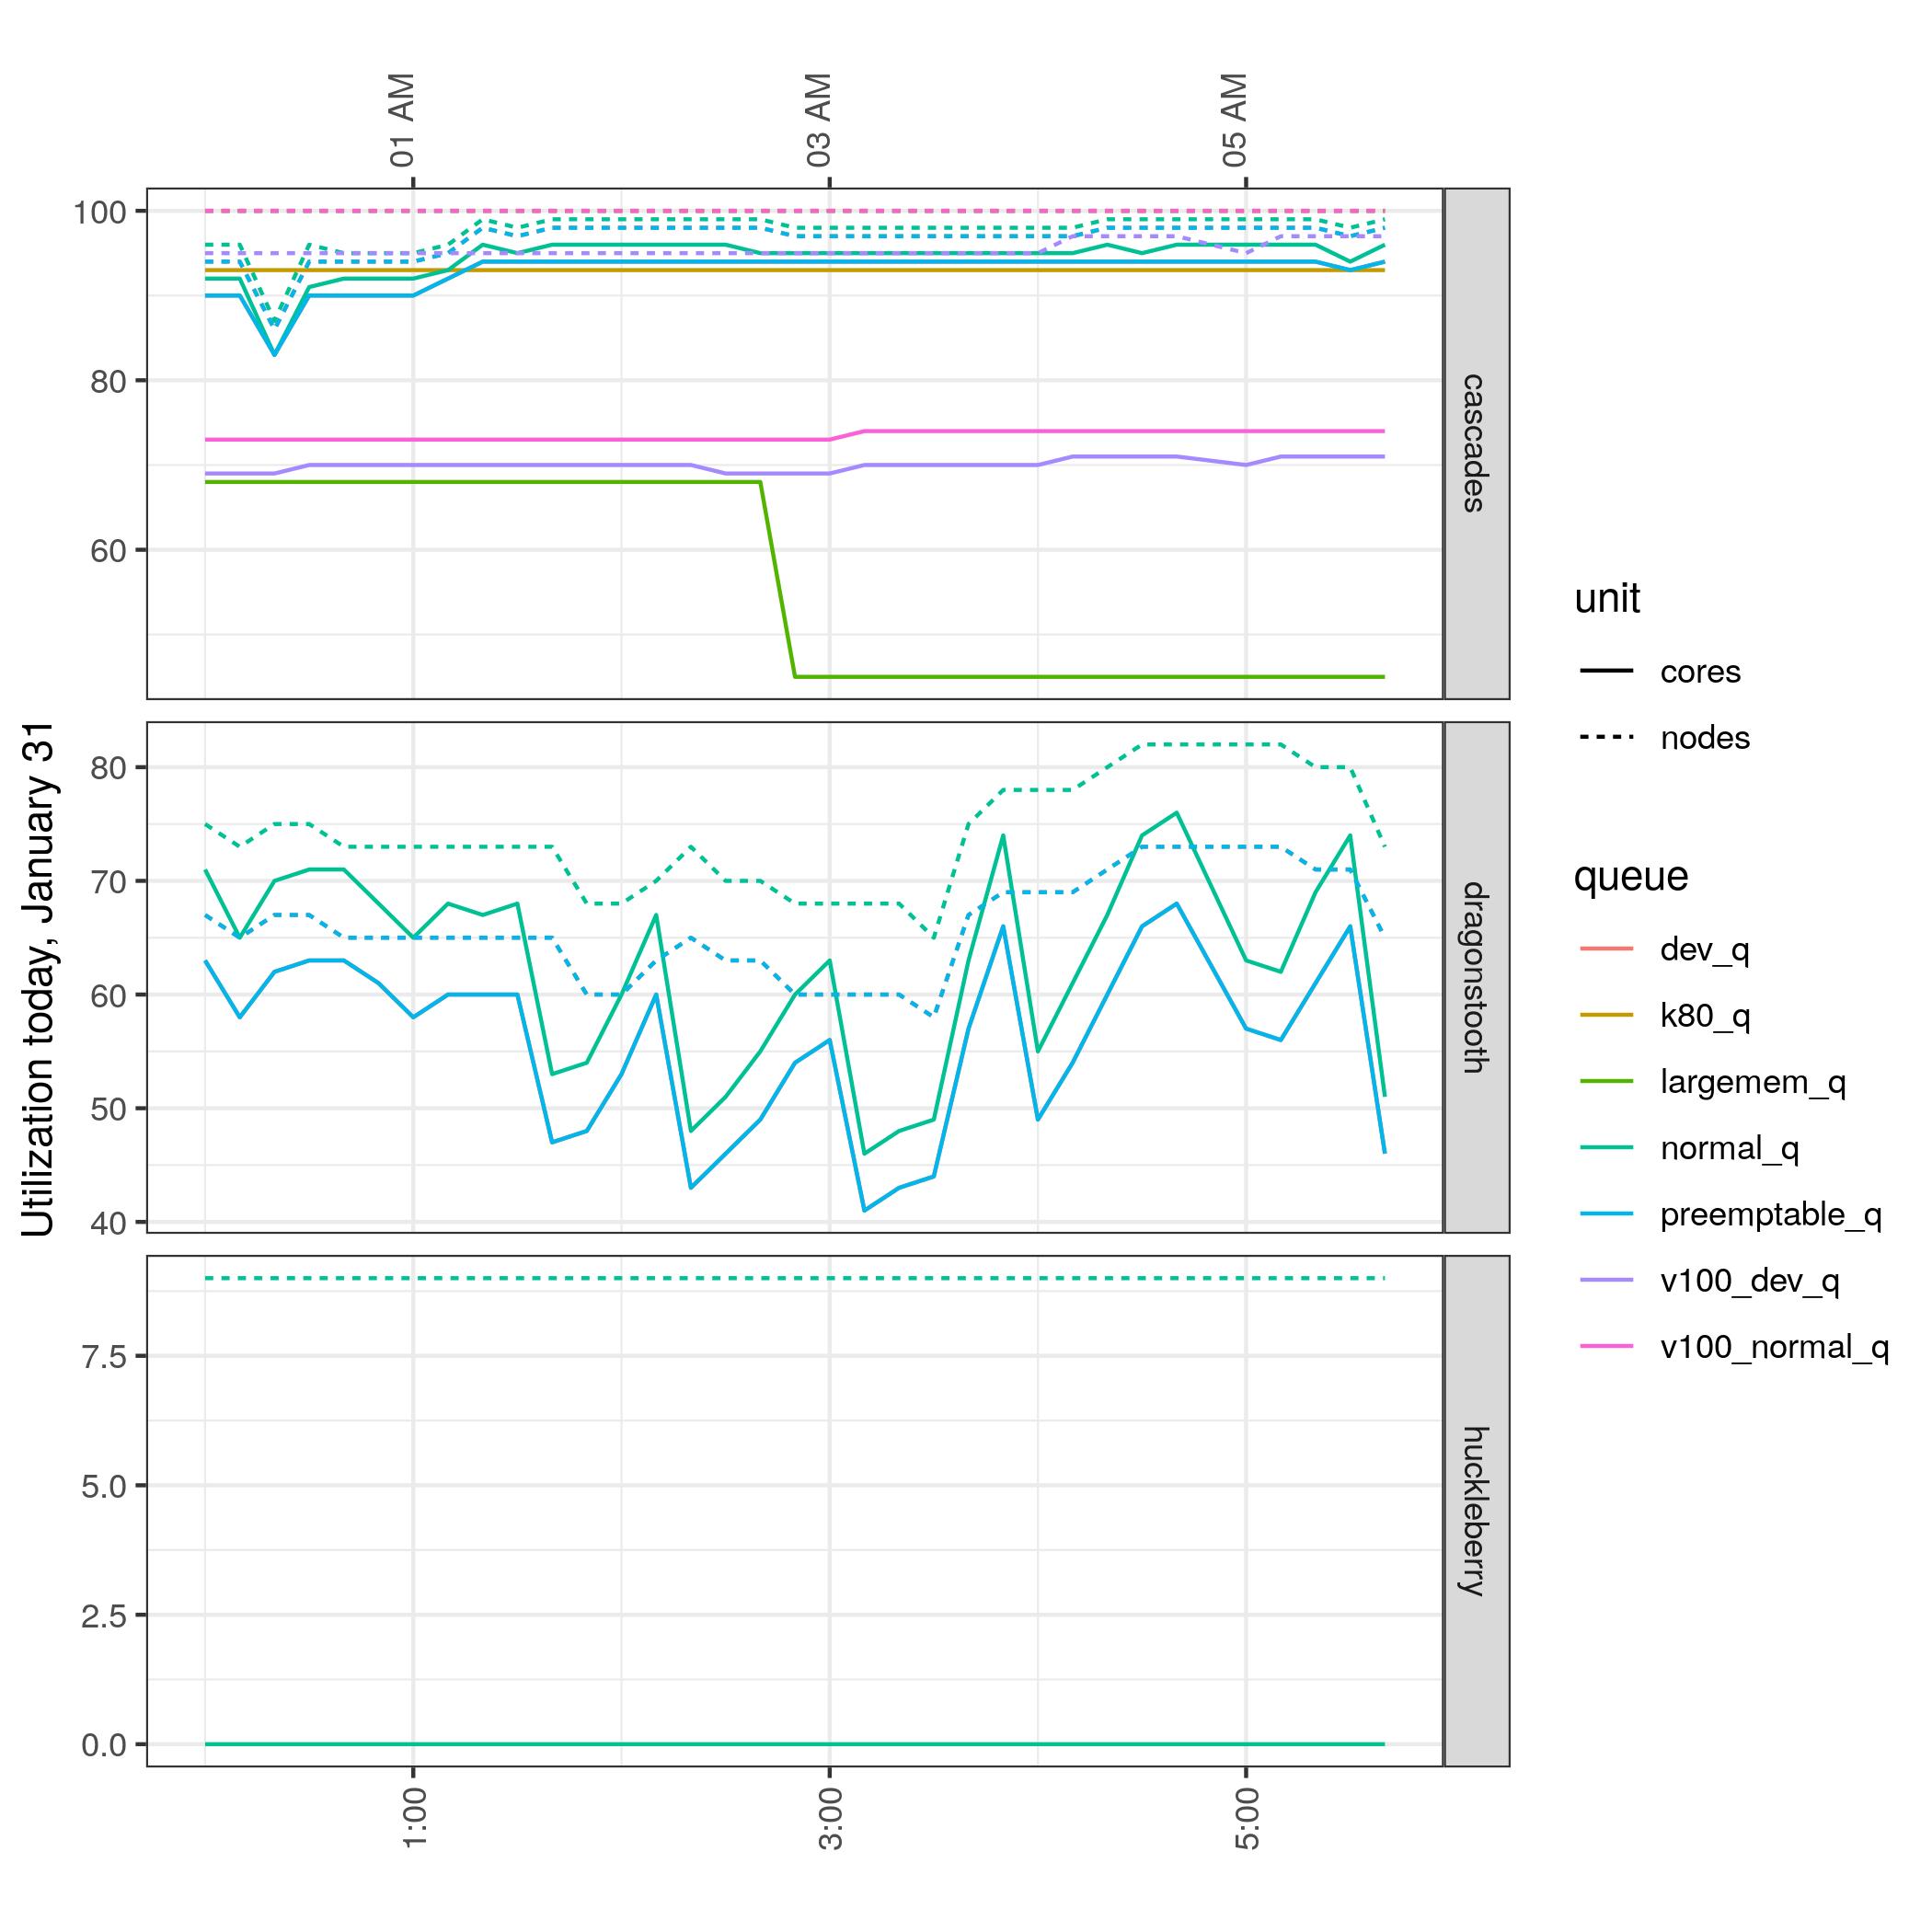 01 AM
03 AM
05 AM
Utilization today, January 31
100
80
60
cascades
80
70
60
50
40
dragonstooth
7.5
5.0
2.5
0.0
huckleberry
1:00
3:00
5:00
unit
cores
nodes
queue
dev_q
k80_q
largemem_q
normal_q
preemptable_q
v100_dev_q
v100_normal_q